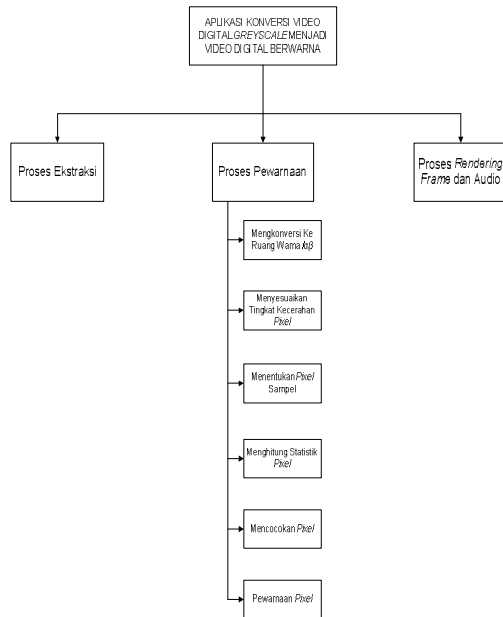 APLIKASI KONVERSI VIDEO
DIGITAL GREYSCALE MENJADI
VIDEO DIGITAL BERWARNA
Proses Ekstraksi
Proses Pewarnaan
Proses Rendering
Frame dan Audio
Mengkonversi Ke
Ruang Warna lαβ
Menyesuaikan
Tingkat Kecerahan
Pixel
Menentukan Pixel
Sampel
Menghitung Statistik
Pixel
Mencocokan Pixel
Pewarnaan Pixel